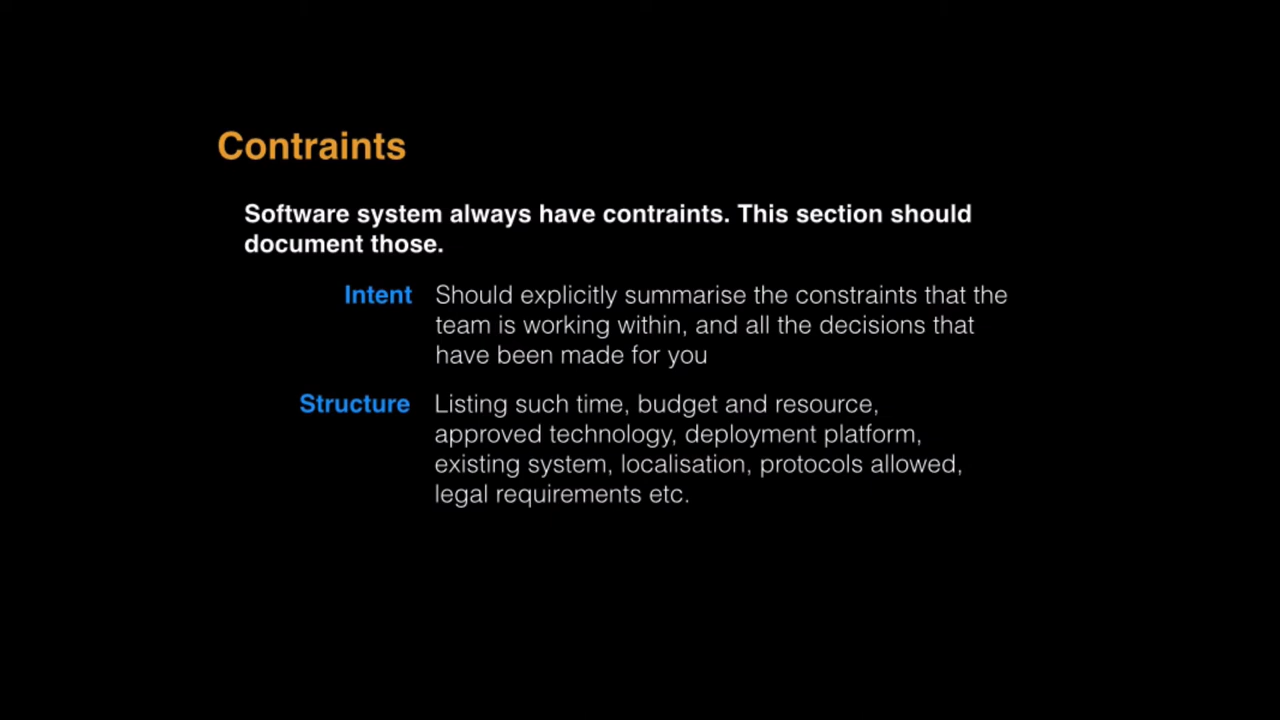 Contraints
Software system always have contraints. This section should
document those.
Intent Should explicitly summarise the constraints that the
team is working within, and all the decisions that
have been made for you
Structure Listing such time, budget and resource,
approved technology, deployment platform,
existing system, localisation, protocols allowed,
legal requirements etc.